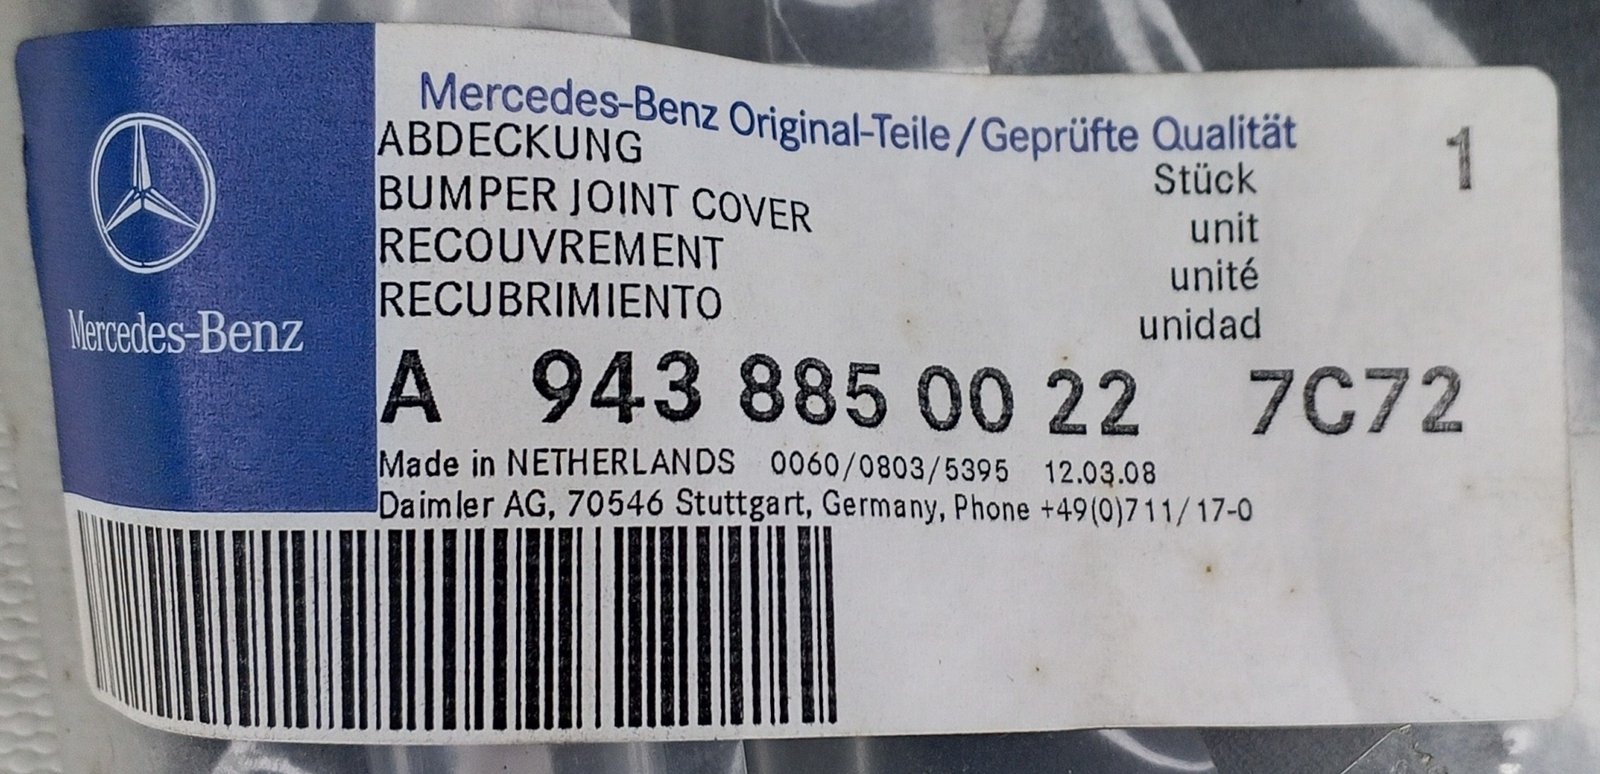 Mercedes-Benz
Mercedes-Benz Original-Teile/Geprüfte Qualität
ABDECKUNG
BUMPER JOINT COVER
RECOUVREMENT
RECUBRIMIENTO
Stück 1
unit
unité
unidad
A 943 885 00 22 7C72
Made in NETHERLANDS 0060/0803/5395 12.03.08
Daimler AG, 70546 Stuttgart, Germany, Phone +49(0)711/17-0